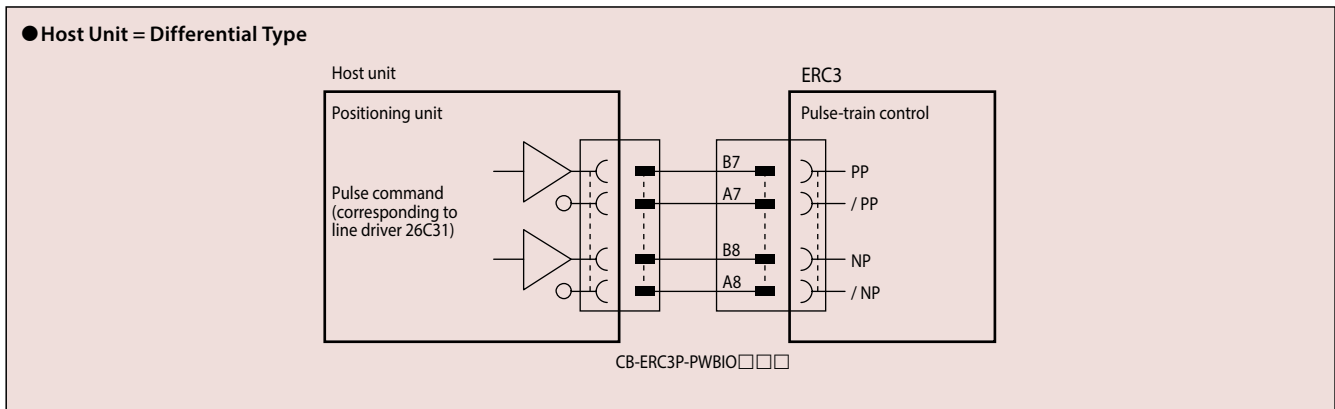 ●Host Unit = Differential Type
Host unit
ERC3
Positioning unit
Pulse-train control
B7
PP
A7
/ PP
Pulse command
(corresponding to
line driver 26C31)
B8
NP
A8
/ NP
CB-ERC3P-PWBIO□□□